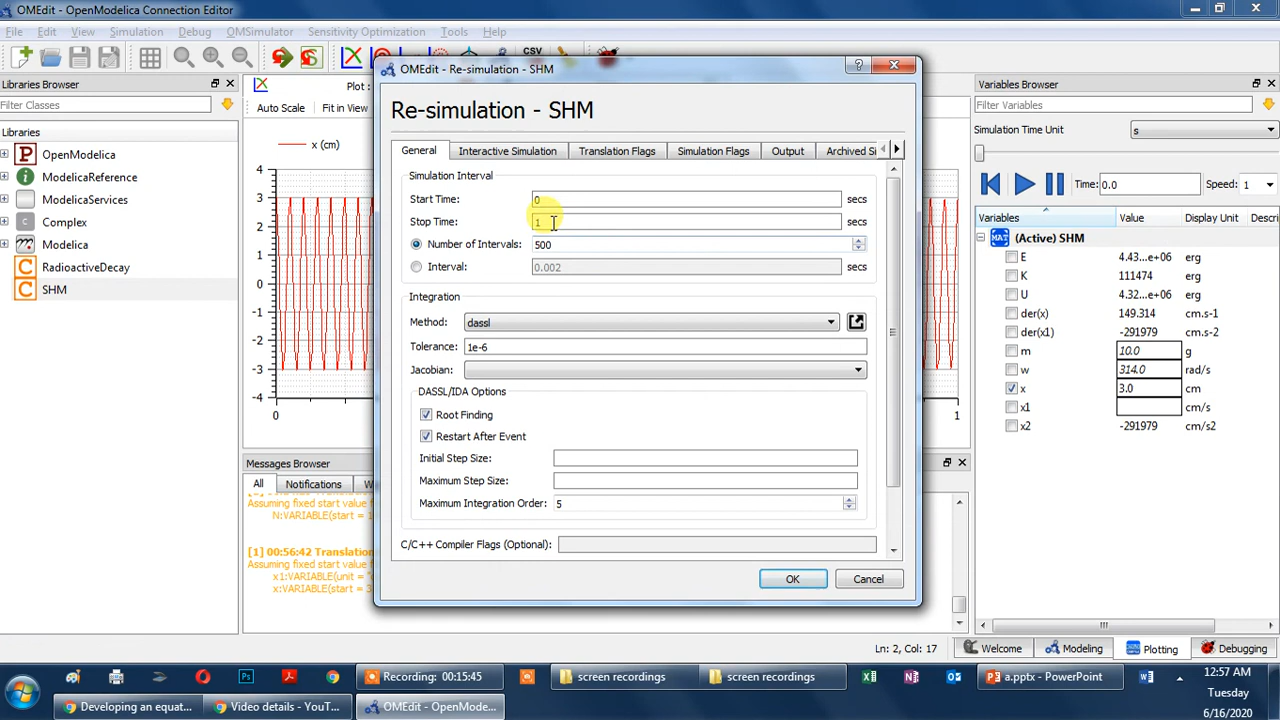 OMEdit - OpenModelica Connection Editor
File Edit View Simulation Debug Sensitivity Optimization OMSimulator Tools Help
CSV
Libraries Browser
Filter Classes
Libraries
P OpenModelica
i ModelicaReference
ModelicaServices
Complex
Modelica
C RadioactiveDecay
C SHM
Plot :
Auto Scale Fit in View
x (cm)
4
3
2
1
0
-1
-2
-3
-4
0
1
Messages Browser
All Notifications
Assuming fixed start value f
N:VARIABLE(start = 1
[1] 00:56:42 Translation
Assuming fixed start value f
x1:VARIABLE(unit = "c
x:VARIABLE(start = 3
OMEdit - Re-simulation - SHM
Re-simulation - SHM
General Interactive Simulation Translation Flags Simulation Flags Output Archived Si
Simulation Interval
Start Time: 0 secs
Stop Time: 1 secs
Number of Intervals: 500
Interval: 0.002 secs
Integration
Method: dassl
Tolerance: 1e-6
Jacobian:
DASSL/IDA Options
Root Finding
Restart After Event
Initial Step Size:
Maximum Step Size:
Maximum Integration Order: 5
C/C++ Compiler Flags (Optional):
OK Cancel
Variables Browser
Filter Variables
Simulation Time Unit s
Time: 0.0 Speed: 1
Variables Value Display Unit Description
MAT (Active) SHM
E 4.43...e+06 erg
K 111474 erg
U 4.32...e+06 erg
der(x) 149.314 cm.s-1
der(x1) -291979 cm.s-2
m 10.0 g
w 314.0 rad/s
x 3.0 cm
x1 cm/s
x2 -291979 cm/s2
Ln: 2, Col: 17 Welcome Modeling Plotting Debugging
Recording: 00:15:45 screen recordings screen recordings a.pptx - PowerPoint
Developing an equat... Video details - YouT... OMEdit - OpenMode...
12:57 AM
Tuesday
6/16/2020